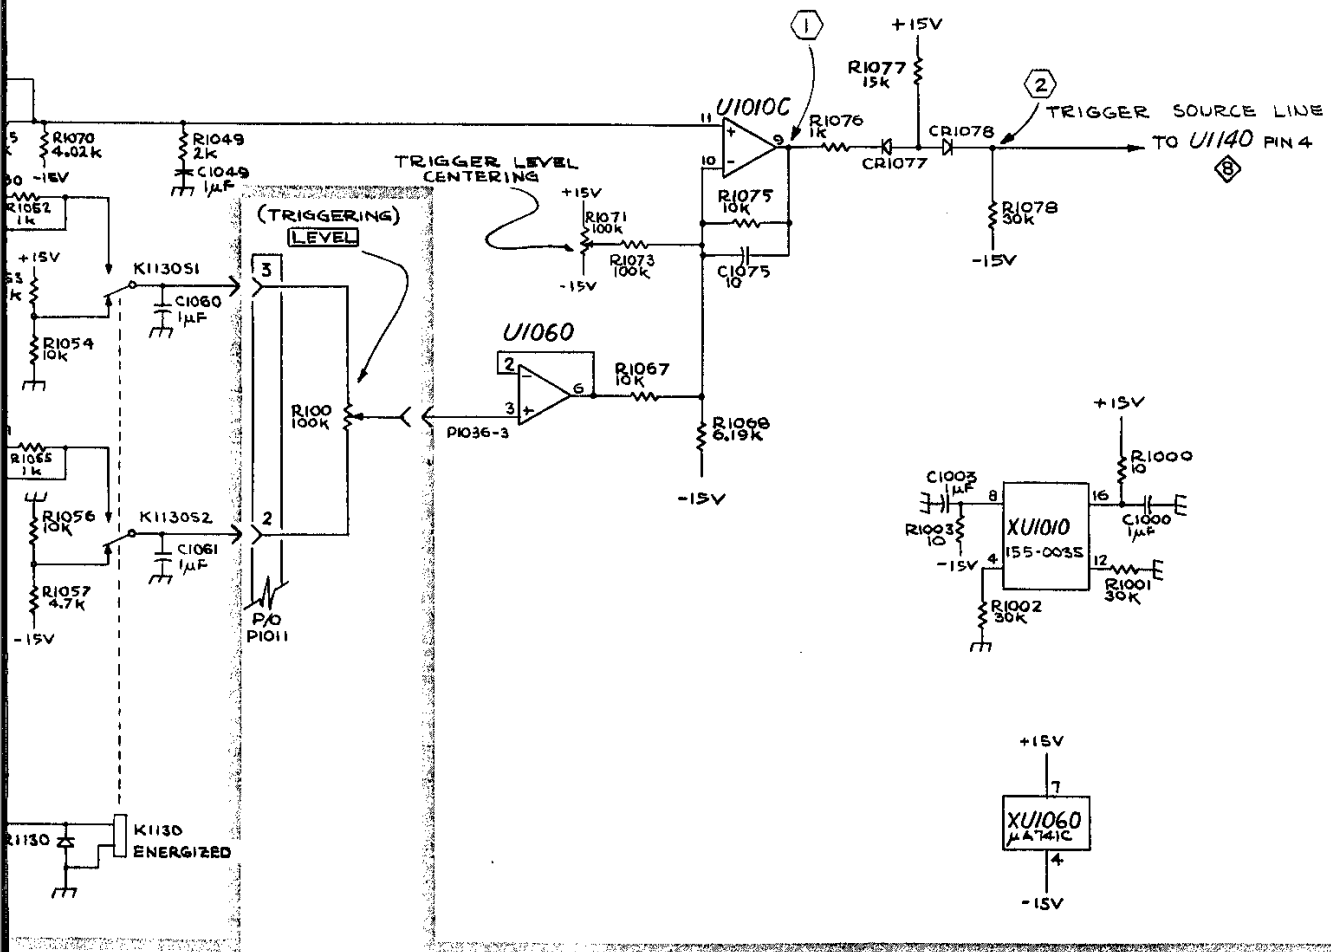 1
+15V
R1077
15K
2
TRIGGER SOURCE LINE
TO U1140 PIN 4
8
U1010C
11
+
10
-
9
R1076
1K
CR1077
CR1078
R1078
30K
-15V
R1070
4.02K
-15V
R1049
2K
C1049
1µF
TRIGGER LEVEL
CENTERING
+15V
R1071
100K
-15V
R1073
100K
R1075
10K
C1075
10
R1052
1K
+15V
K1130S1
C1060
1µF
R1054
10K
(TRIGGERING)
LEVEL
3
R100
100K
2
P/O
P1011
P1036-3
U1060
2
-
3
+
6
R1067
10K
R1068
6.19K
-15V
R1065
1K
R1056
10K
K1130S2
C1061
1µF
R1057
4.7K
-15V
+15V
R1000
10
C1003
1µF
8
16
C1000
1µF
R1003
10
-15V
XU1010
155-0035
4
12
R1001
30K
R1002
30K
K1130
ENERGIZED
+15V
7
XU1060
µA741C
4
-15V